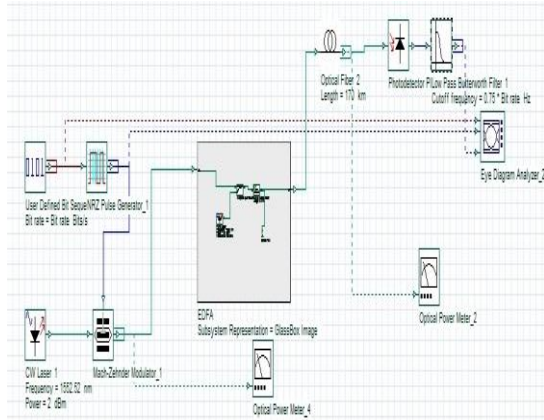 Optical Fiber 2
Length = 170 km
Photodetector PI
Low Pass Butterworth Filter 1
Cutoff frequency = 0.75 * Bit rate Hz
Eye Diagram Analyzer_2
User Defined Bit Seque
NRZ Pulse Generator_1
Bit rate = Bit rate Bits/s
EDFA
Subsystem Representation = GlassBox Image
Optical Power Meter_2
CW Laser 1
Frequency = 1552.52 nm
Power = 2 dBm
Mach-Zehnder Modulator_1
Optical Power Meter_4